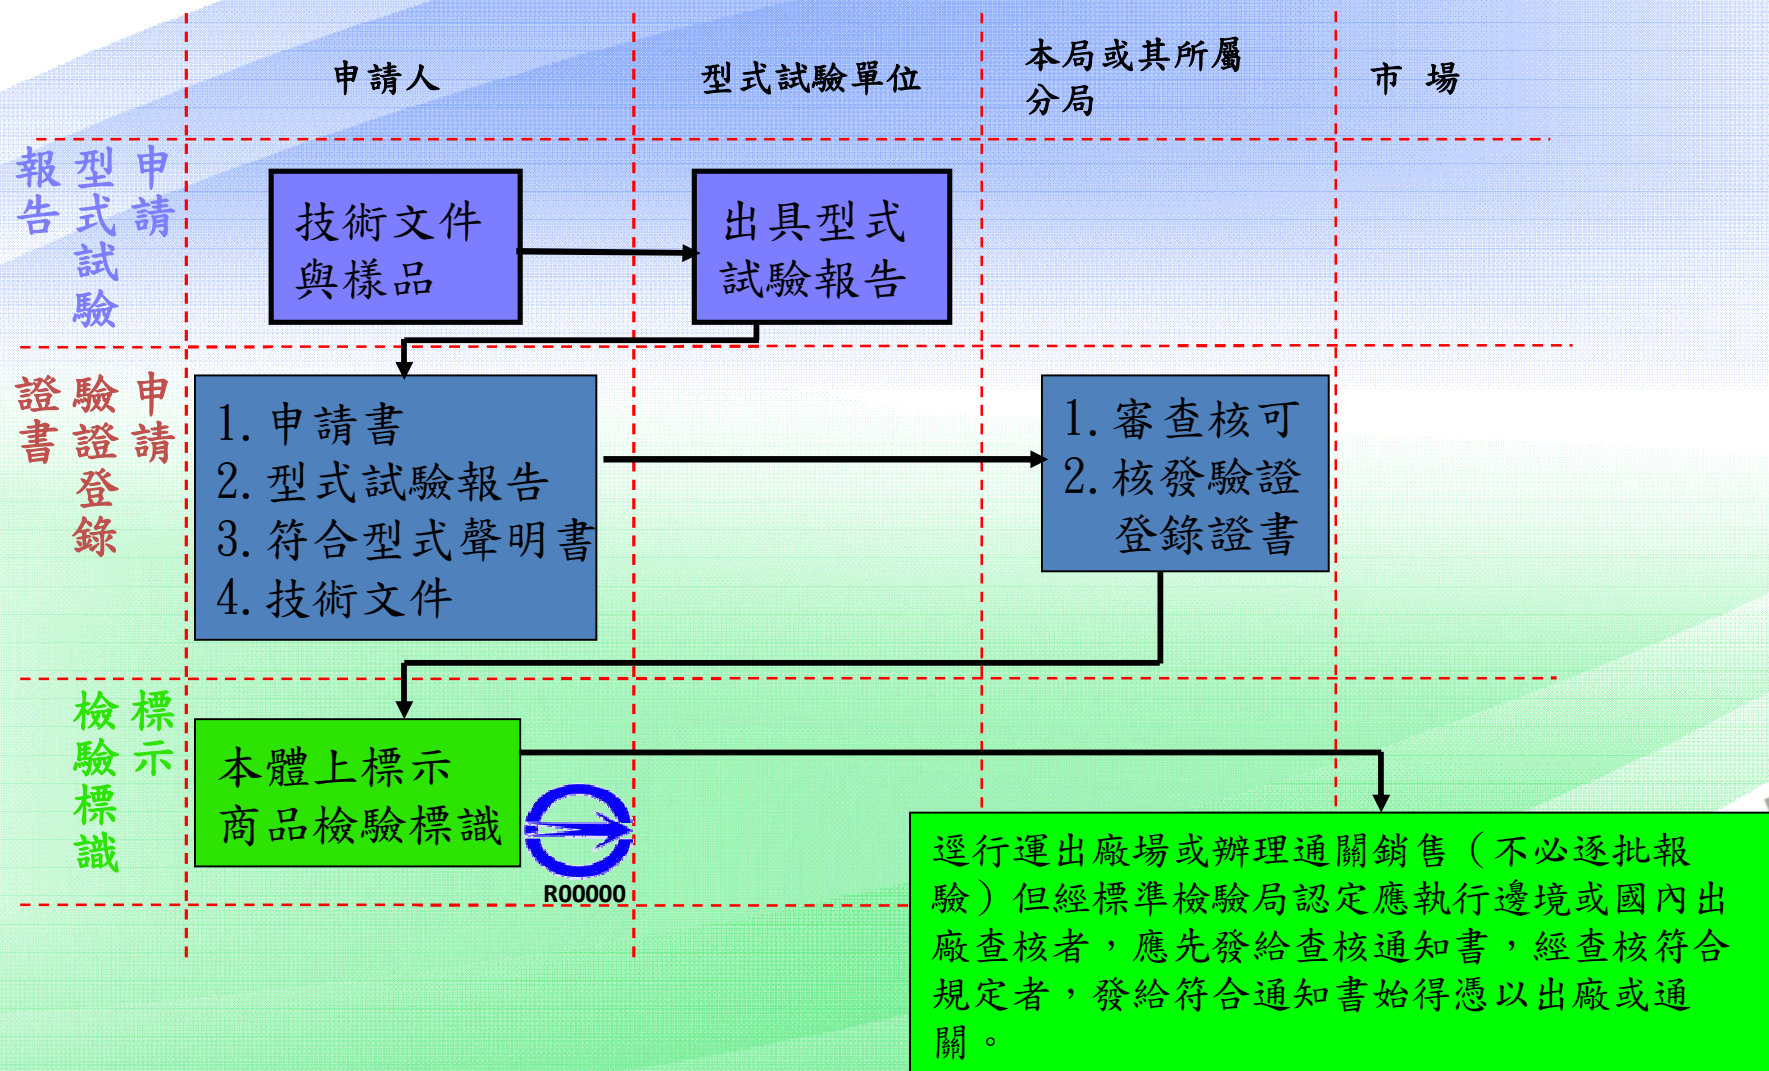 申請人
型式試驗單位
本局或其所屬
分局
市 場
申請
型式試驗
報告
技術文件
與樣品
出具型式
試驗報告
申請
驗證登錄
證書
1.申請書
2.型式試驗報告
3.符合型式聲明書
4.技術文件
1.審查核可
2.核發驗證
登錄證書
標示
檢驗標識
本體上標示
商品檢驗標識
R00000
逕行運出廠場或辦理通關銷售（不必逐批報
驗）但經標準檢驗局認定應執行邊境或國內出
廠查核者，應先發給查核通知書，經查核符合
規定者，發給符合通知書始得憑以出廠或通
關。